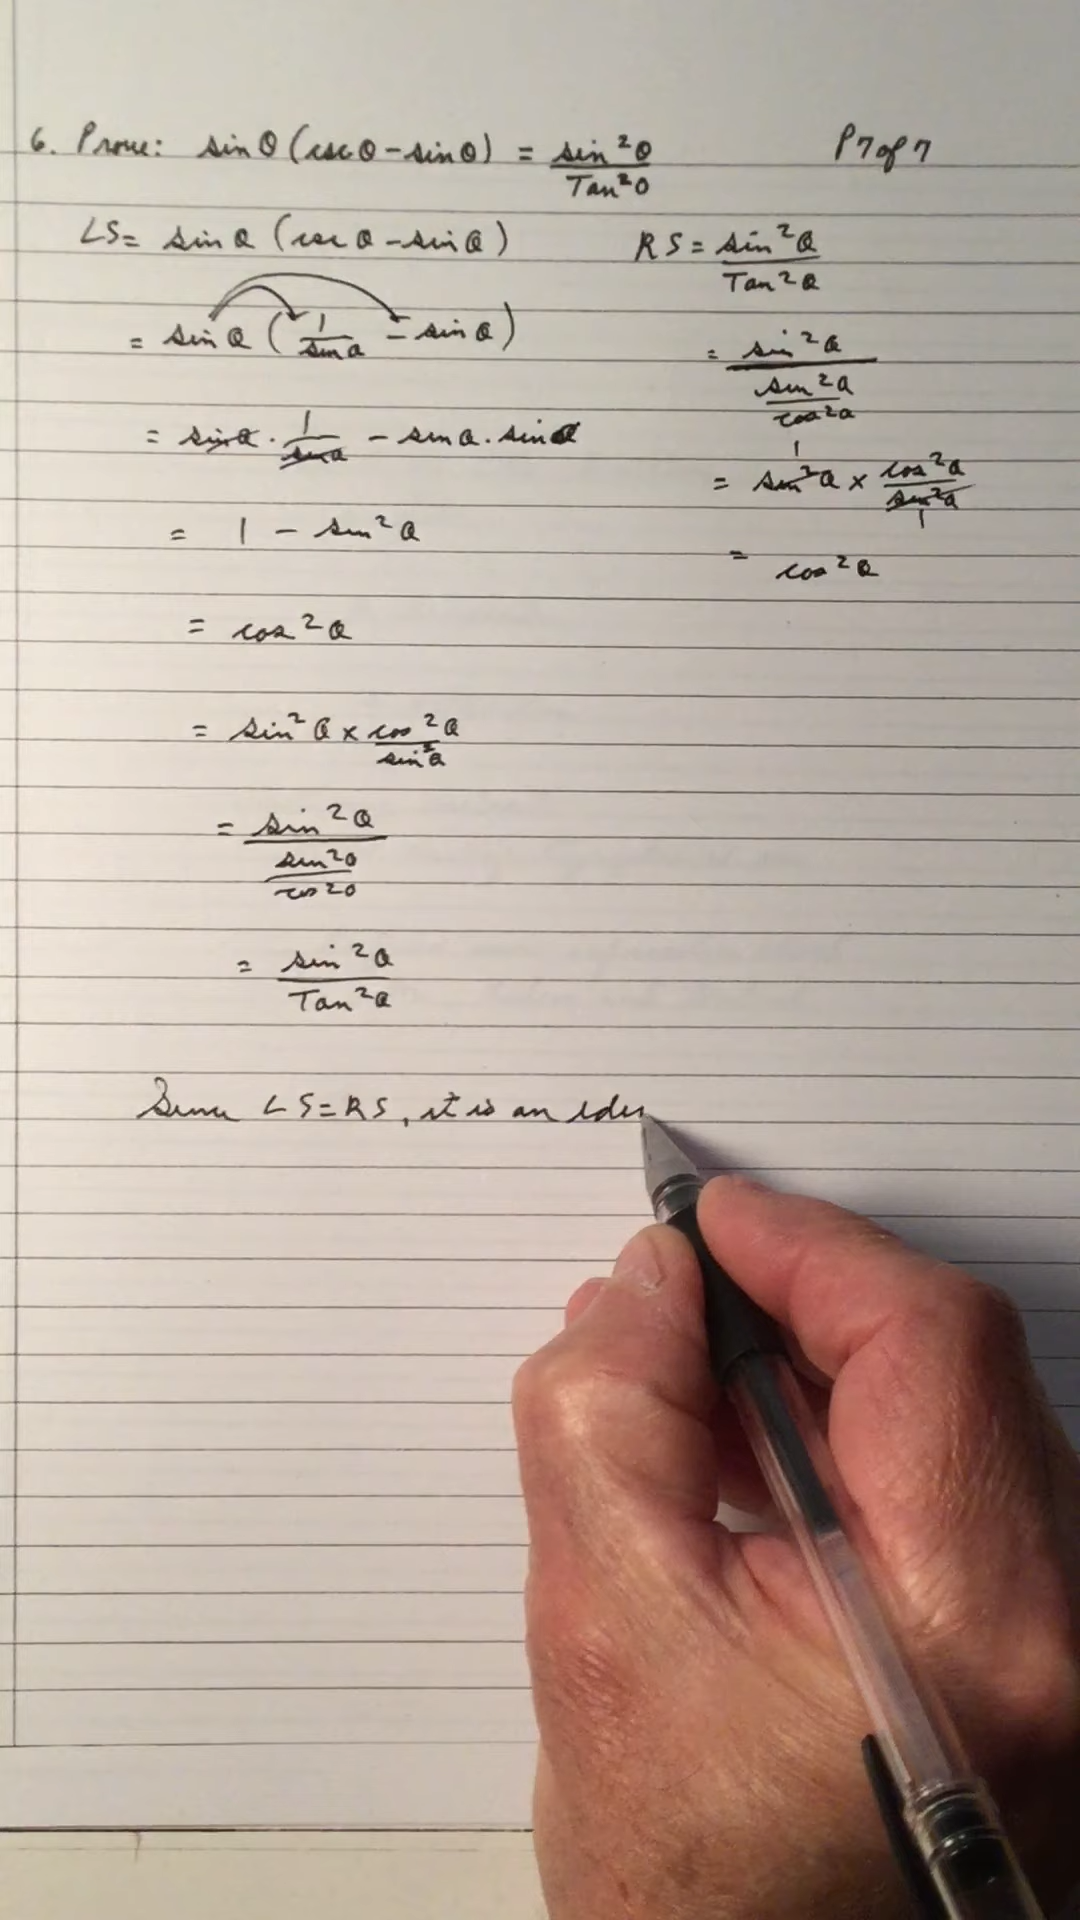 6. Prove: sin θ (csc θ - sin θ) = sin²θ / Tan²θ P7 of 7
LS = sin θ (csc θ - sin θ)
= sin θ (1/sin θ - sin θ)
= sin θ · 1/sin θ - sin θ · sin θ
= 1 - sin²θ
= cos²θ
= sin²θ × cos²θ / sin²θ
= sin²θ / (sin²θ / cos²θ)
= sin²θ / Tan²θ
RS = sin²θ / Tan²θ
= sin²θ / (sin²θ / cos²θ)
1
= sin²θ × cos²θ / sin²θ
1
= cos²θ
Since LS = RS, it is an iden